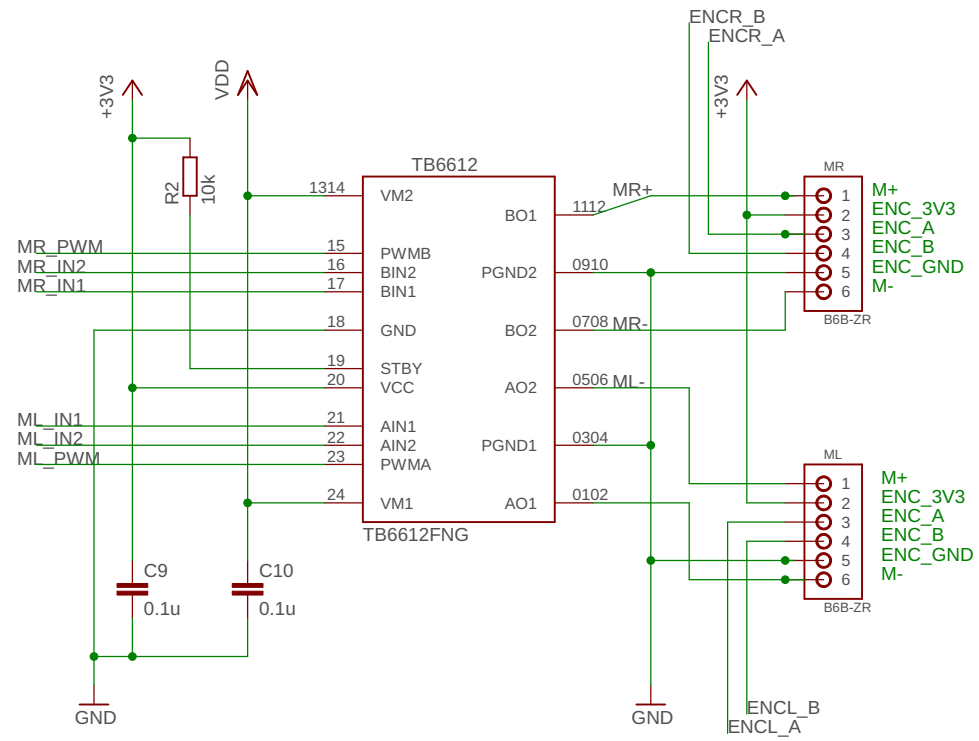 ENCR_B
ENCR_A
+3V3
VDD
+3V3
TB6612
MR
R2
10k
1314
VM2
MR+
1112
BO1
1
M+
2
ENC_3V3
3
ENC_A
4
ENC_B
5
ENC_GND
6
M-
B6B-ZR
MR_PWM
15
PWMB
MR_IN2
16
BIN2
PGND2
0910
MR_IN1
17
BIN1
18
GND
BO2
0708
MR-
19
STBY
20
VCC
AO2
0506
ML-
ML_IN1
21
AIN1
ML_IN2
22
AIN2
PGND1
0304
ML_PWM
23
PWMA
24
VM1
AO1
0102
TB6612FNG
ML
1
M+
2
ENC_3V3
3
ENC_A
4
ENC_B
5
ENC_GND
6
M-
B6B-ZR
C9
0.1u
C10
0.1u
GND
GND
ENCL_B
ENCL_A